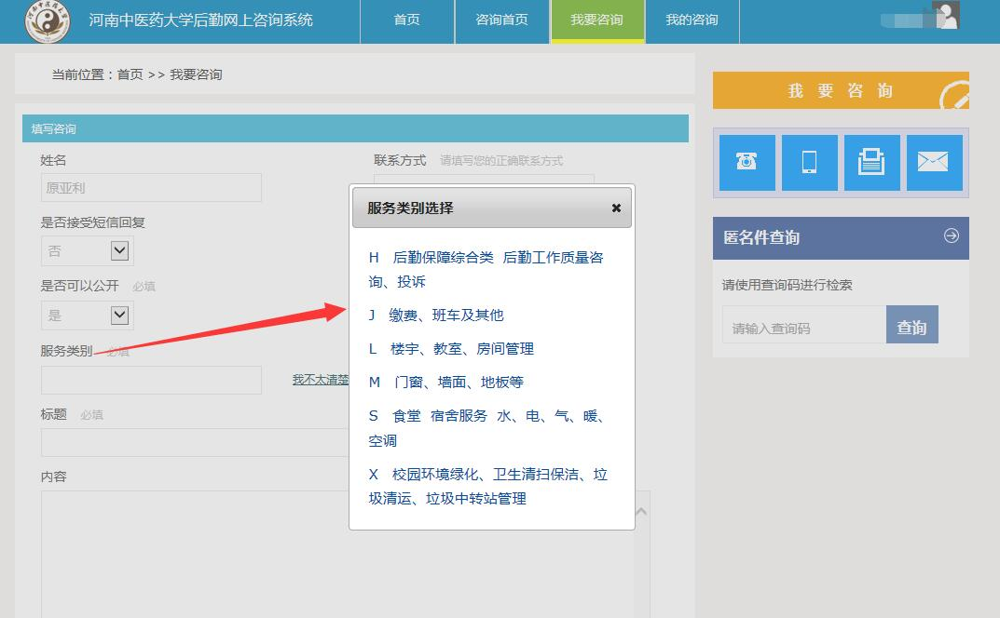 河南中医药大学后勤网上咨询系统
首页
咨询首页
我要咨询
我的咨询
当前位置：首页 >> 我要咨询
填写咨询
姓名
原亚利
联系方式 请填写您的正确联系方式
是否接受短信回复
否
是否可以公开 必填
是
服务类别 必填
我不太清楚
标题 必填
内容
服务类别选择
H 后勤保障综合类 后勤工作质量咨
询、投诉
J 缴费、班车及其他
L 楼宇、教室、房间管理
M 门窗、墙面、地板等
S 食堂 宿舍服务 水、电、气、暖、
空调
X 校园环境绿化、卫生清扫保洁、垃
圾清运、垃圾中转站管理
我要咨询
匿名件查询
请使用查询码进行检索
请输入查询码
查询